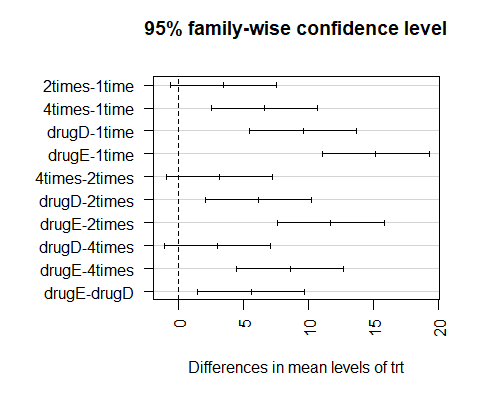 95% family-wise confidence level
2times-1time
4times-1time
drugD-1time
drugE-1time
4times-2times
drugD-2times
drugE-2times
drugD-4times
drugE-4times
drugE-drugD
0 5 10 15 20
Differences in mean levels of trt